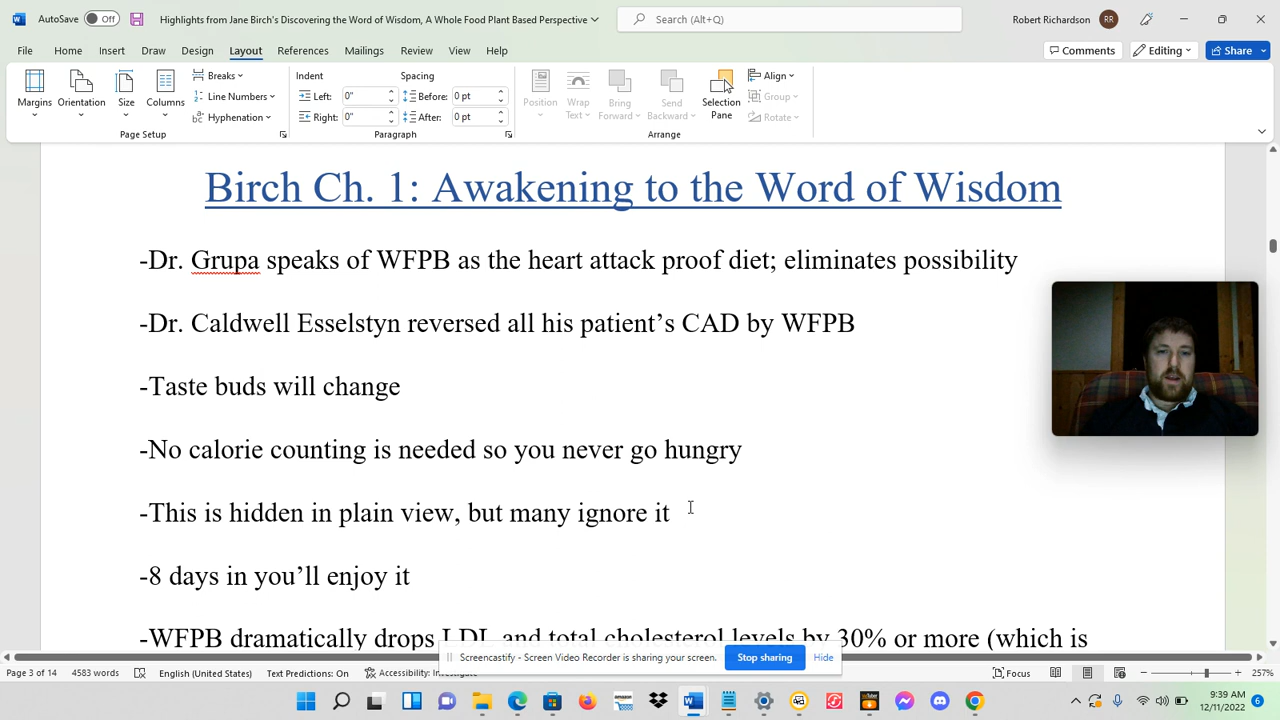 AutoSave Off Highlights from Jane Birch's Discovering the Word of Wisdom, A Whole Food Plant Based Perspective Search (Alt+Q) Robert Richardson RR
File Home Insert Draw Design Layout References Mailings Review View Help Comments Editing Share
Breaks Indent Spacing Align
Line Numbers Left: 0" Before: 0 pt Group
Hyphenation Right: 0" After: 0 pt Rotate
Margins Orientation Size Columns Position Wrap Text Bring Forward Send Backward Selection Pane
Page Setup Paragraph Arrange
Birch Ch. 1: Awakening to the Word of Wisdom
-Dr. Grupa speaks of WFPB as the heart attack proof diet; eliminates possibility
-Dr. Caldwell Esselstyn reversed all his patient’s CAD by WFPB
-Taste buds will change
-No calorie counting is needed so you never go hungry
-This is hidden in plain view, but many ignore it
-8 days in you’ll enjoy it
-WFPB dramatically drops LDL and total cholesterol levels by 30% or more (which is
Screencastify - Screen Video Recorder is sharing your screen. Stop sharing Hide
Page 3 of 14 4583 words English (United States) Text Predictions: On Accessibility: Investigate Focus 257%
9:39 AM
12/11/2022 6